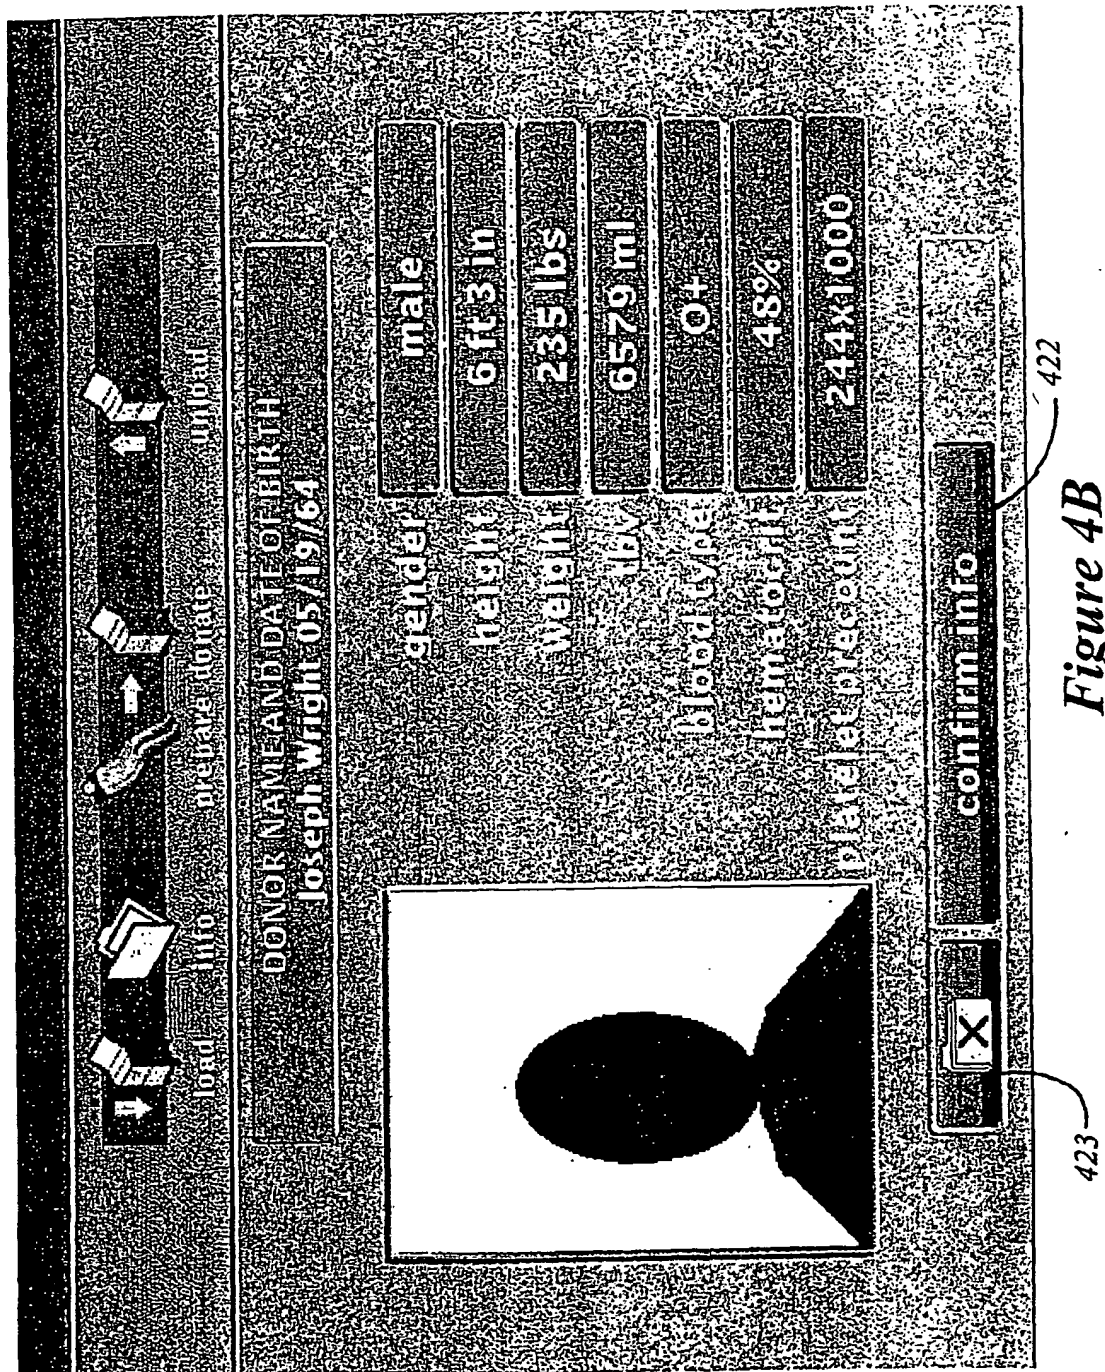 load info prepare donate unload
DONOR NAME AND DATE OF BIRTH
Joseph Wright 05/19/64
gender male
height 6 ft 3 in
weight 235 lbs
tbv 6579 ml
blood type O+
hematocrit 48%
platelet precount 244x1000
X confirm info
423
422
Figure 4B